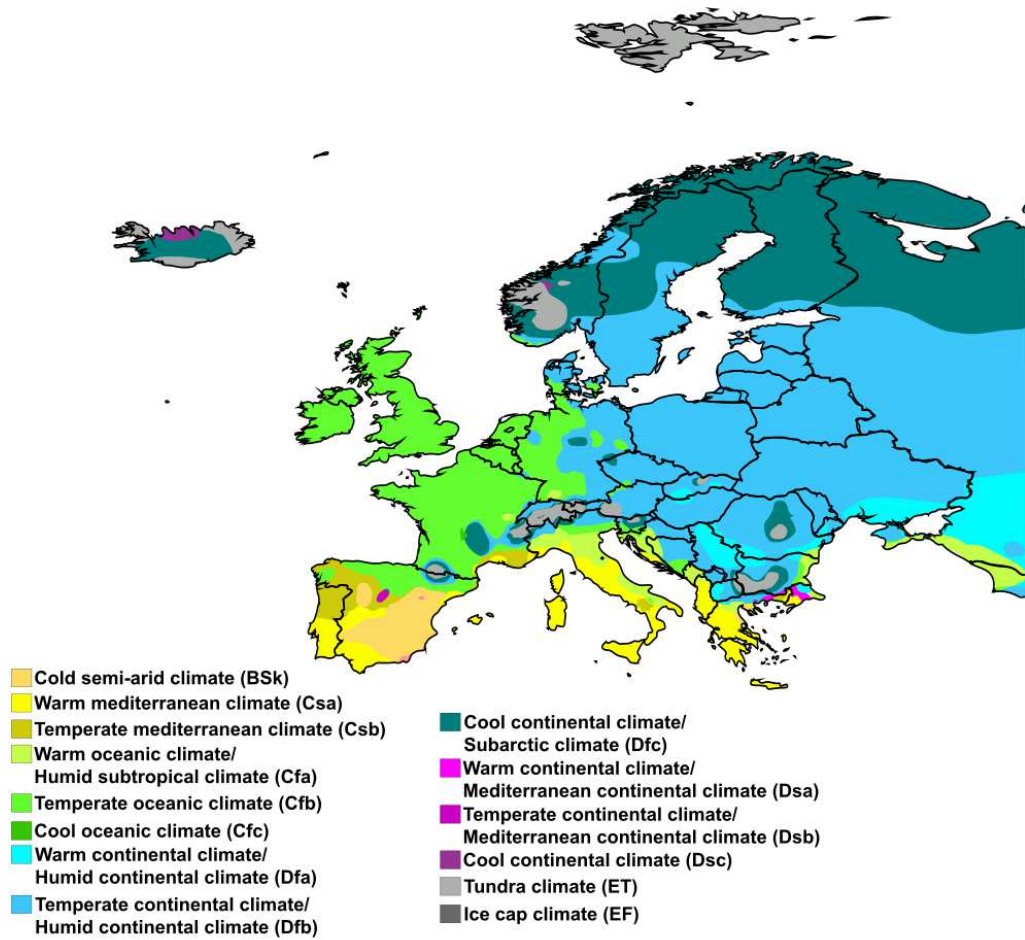 Cold semi-arid climate (BSk)
Warm mediterranean climate (Csa)
Temperate mediterranean climate (Csb)
Warm oceanic climate/
Humid subtropical climate (Cfa)
Temperate oceanic climate (Cfb)
Cool oceanic climate (Cfc)
Warm continental climate/
Humid continental climate (Dfa)
Temperate continental climate/
Humid continental climate (Dfb)
Cool continental climate/
Subarctic climate (Dfc)
Warm continental climate/
Mediterranean continental climate (Dsa)
Temperate continental climate/
Mediterranean continental climate (Dsb)
Cool continental climate (Dsc)
Tundra climate (ET)
Ice cap climate (EF)